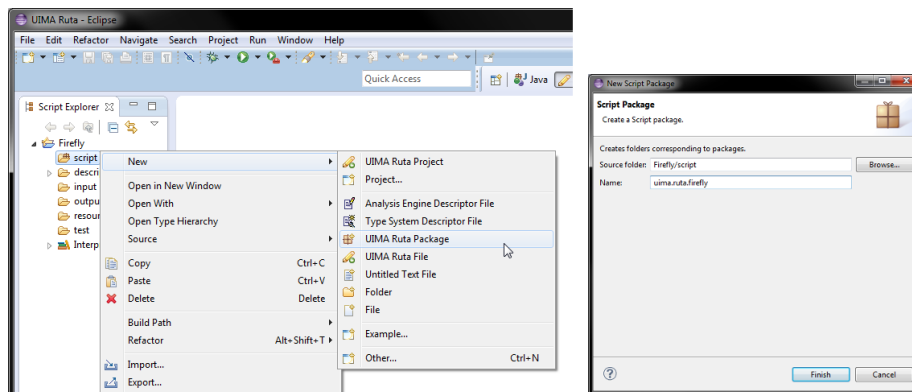 UIMA Ruta - Eclipse
File Edit Refactor Navigate Search Project Run Window Help
Quick Access
Java
Script Explorer
Firefly
script
descri
input
outpu
resour
test
Interp
New
Open in New Window
Open With
Open Type Hierarchy
Source
Copy Ctrl+C
Paste Ctrl+V
Delete Delete
Build Path
Refactor Alt+Shift+T
Import...
Export...
UIMA Ruta Project
Project...
Analysis Engine Descriptor File
Type System Descriptor File
UIMA Ruta Package
UIMA Ruta File
Untitled Text File
Folder
File
Example...
Other... Ctrl+N
New Script Package
Script Package
Create a Script package.
Creates folders corresponding to packages.
Source folder: Firefly/script Browse...
Name: uima.ruta.firefly
Finish Cancel